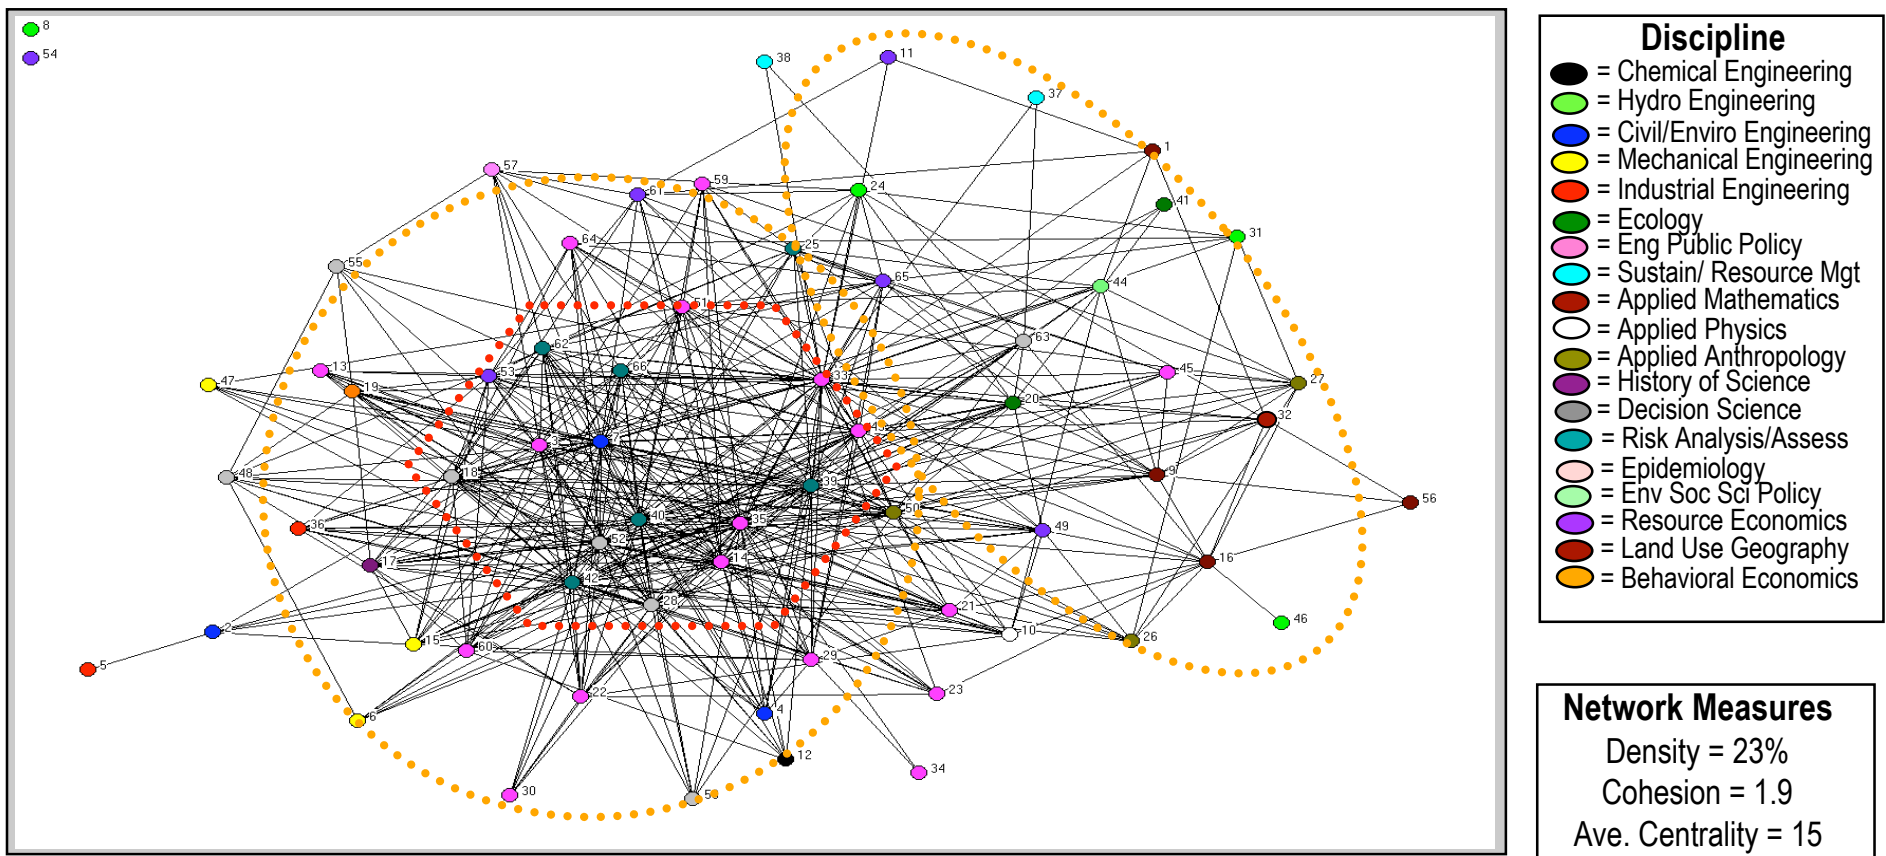 8
54
38
11
37
1
57
59
61
24
41
31
64
25
55
65
44
51
63
62
13
66
53
33
45
47
19
27
20
32
18
39
9
48
56
50
40
35
36
49
52
14
16
17
42
28
21
2
10
46
15
26
60
29
5
22
23
4
6
12
34
30
Discipline
= Chemical Engineering
= Hydro Engineering
= Civil/Enviro Engineering
= Mechanical Engineering
= Industrial Engineering
= Ecology
= Eng Public Policy
= Sustain/ Resource Mgt
= Applied Mathematics
= Applied Physics
= Applied Anthropology
= History of Science
= Decision Science
= Risk Analysis/Assess
= Epidemiology
= Env Soc Sci Policy
= Resource Economics
= Land Use Geography
= Behavioral Economics
Network Measures
Density = 23%
Cohesion = 1.9
Ave. Centrality = 15